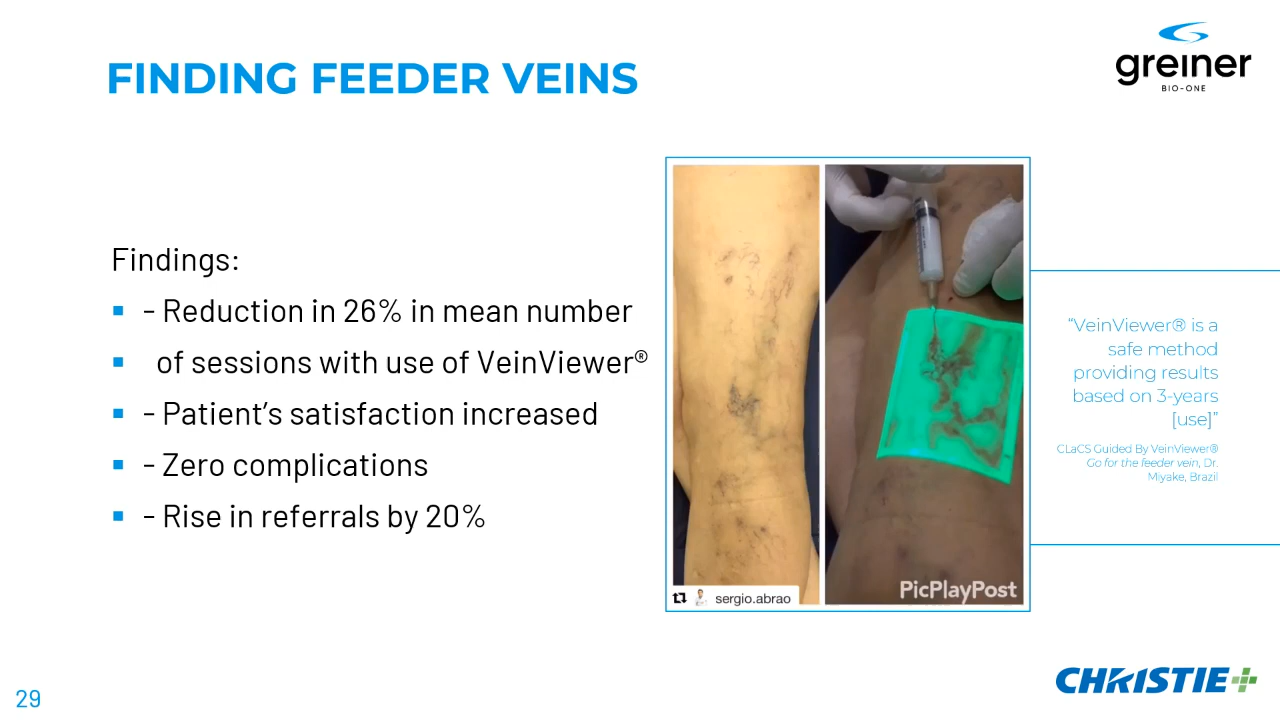 FINDING FEEDER VEINS
greiner
BIO-ONE
Findings:
- Reduction in 26% in mean number
of sessions with use of VeinViewer®
- Patient's satisfaction increased
- Zero complications
- Rise in referrals by 20%
sergio.abrao
PicPlayPost
“VeinViewer® is a
safe method
providing results
based on 3-years
[use]”
CLaCS Guided By VeinViewer®
Go for the feeder vein, Dr.
Miyake, Brazil
29
CHRISTIE